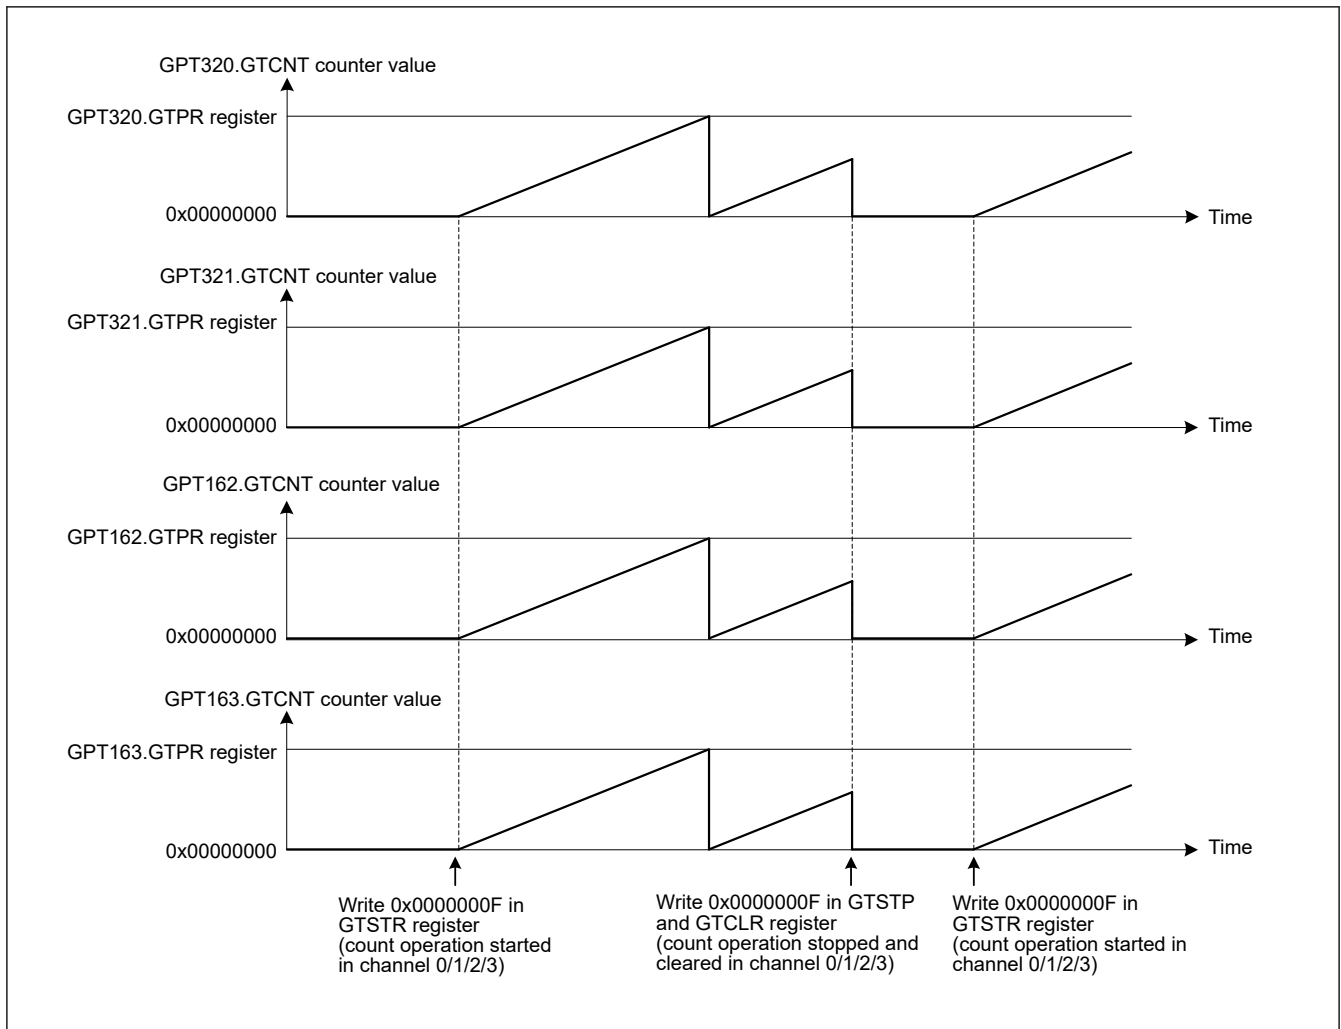 GPT320.GTCNT counter value
GPT320.GTPR register
0x00000000
Time
GPT321.GTCNT counter value
GPT321.GTPR register
0x00000000
Time
GPT162.GTCNT counter value
GPT162.GTPR register
0x00000000
Time
GPT163.GTCNT counter value
GPT163.GTPR register
0x00000000
Time
Write 0x0000000F in
GTSTR register
(count operation started
in channel 0/1/2/3)
Write 0x0000000F in GTSTP
and GTCLR register
(count operation stopped and
cleared in channel 0/1/2/3)
Write 0x0000000F in
GTSTR register
(count operation started in
channel 0/1/2/3)